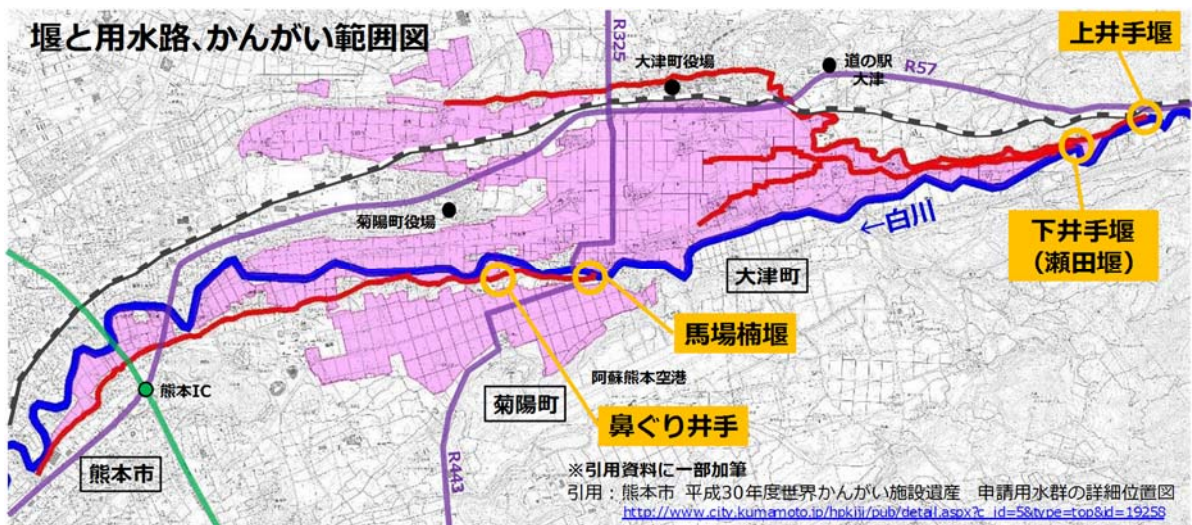 堰と用水路、かんがい範囲図
上井手堰
R325
大津町役場
道の駅
大津
R57
菊陽町役場
←白川
下井手堰
（瀬田堰）
大津町
馬場楠堰
阿蘇熊本空港
熊本IC
菊陽町
鼻ぐり井手
熊本市
R443
※引用資料に一部加筆
引用：熊本市 平成30年度世界かんがい施設遺産 申請用水群の詳細位置図
http://www.city.kumamoto.jp/hpkiji/pub/detail.aspx?c_id=5&type=top&id=19258